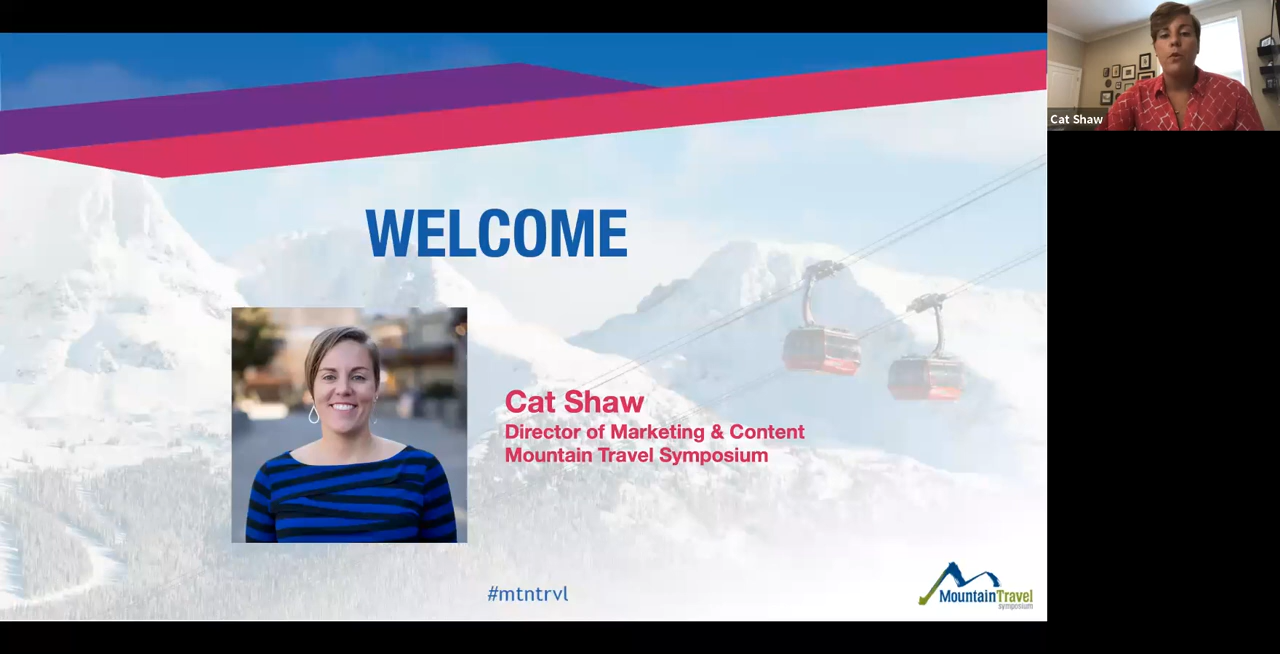 WELCOME
Cat Shaw
Director of Marketing & Content
Mountain Travel Symposium
#mtntrvl
MountainTravel
symposium
Cat Shaw